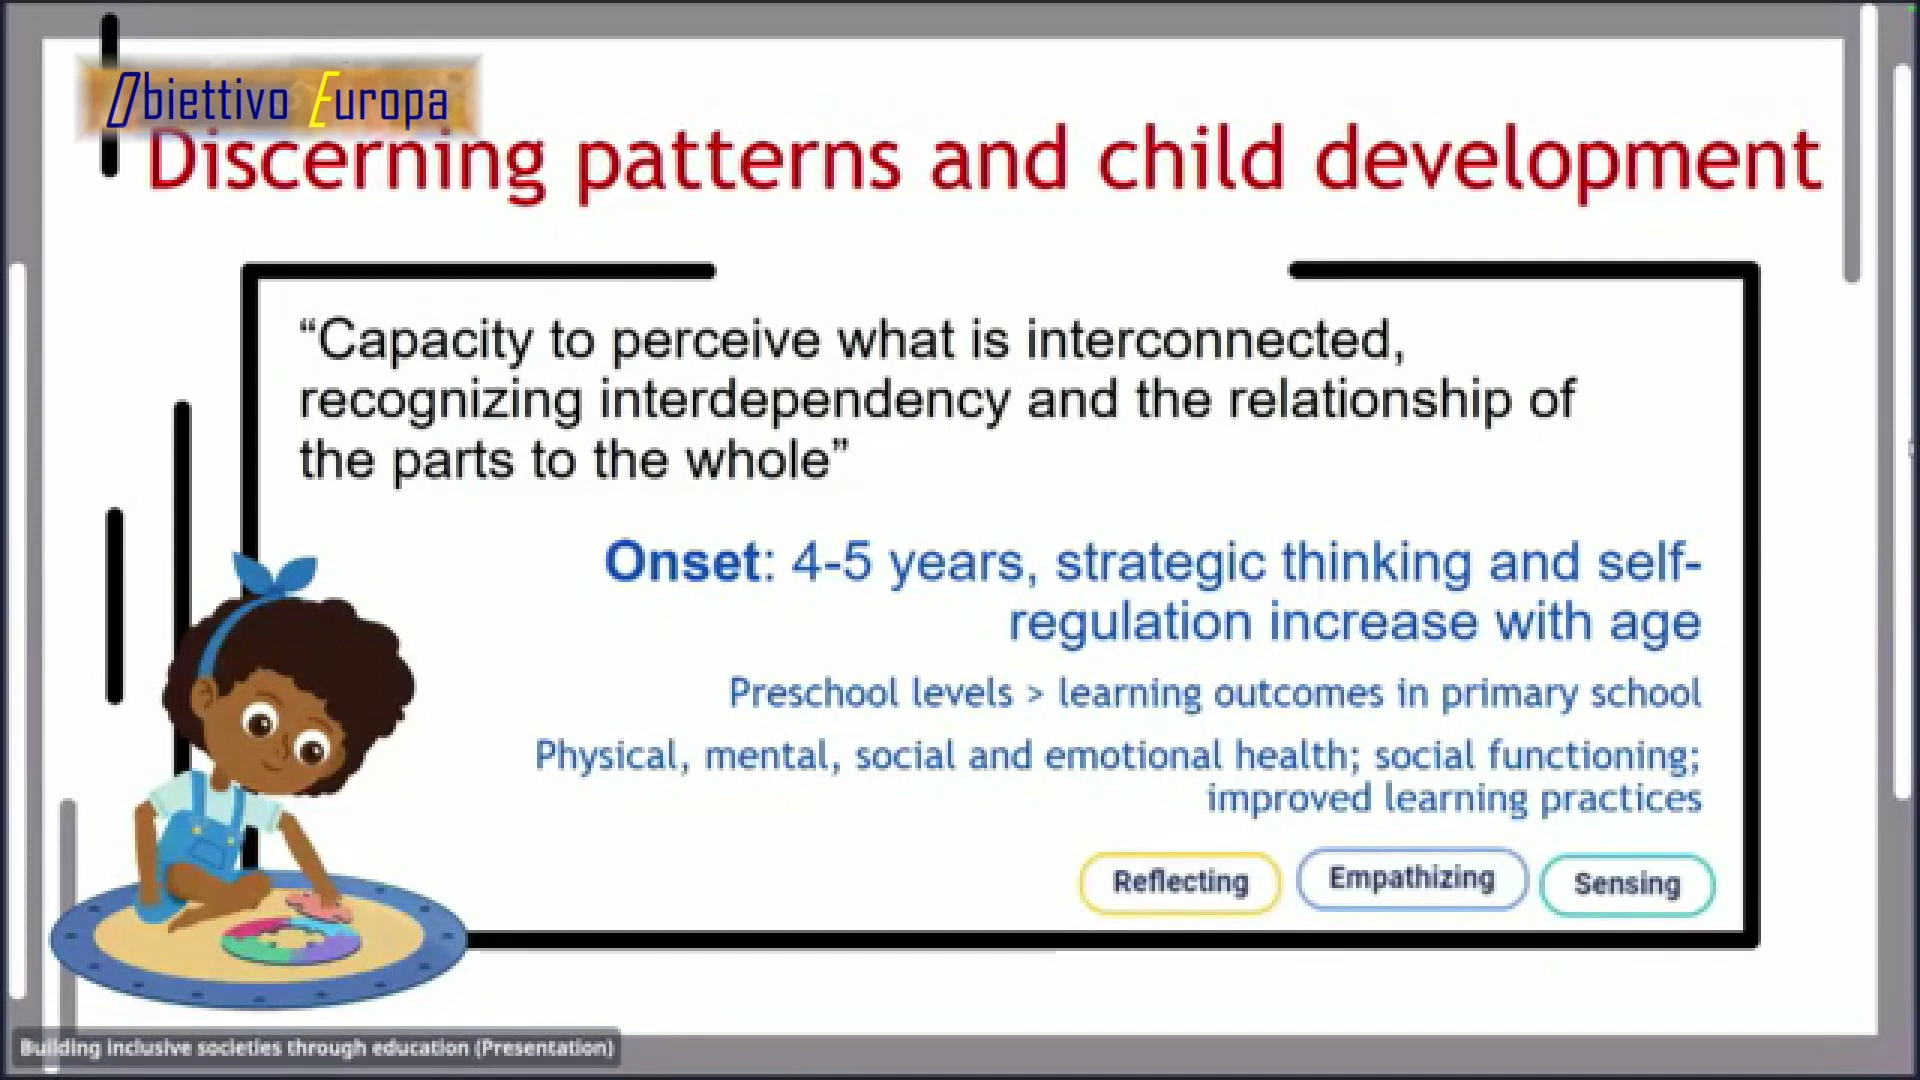 Obiettivo Europa
Discerning patterns and child development
“Capacity to perceive what is interconnected,
recognizing interdependency and the relationship of
the parts to the whole”
Onset: 4-5 years, strategic thinking and self-
regulation increase with age
Preschool levels > learning outcomes in primary school
Physical, mental, social and emotional health; social functioning;
improved learning practices
Reflecting
Empathizing
Sensing
Building inclusive societies through education (Presentation)